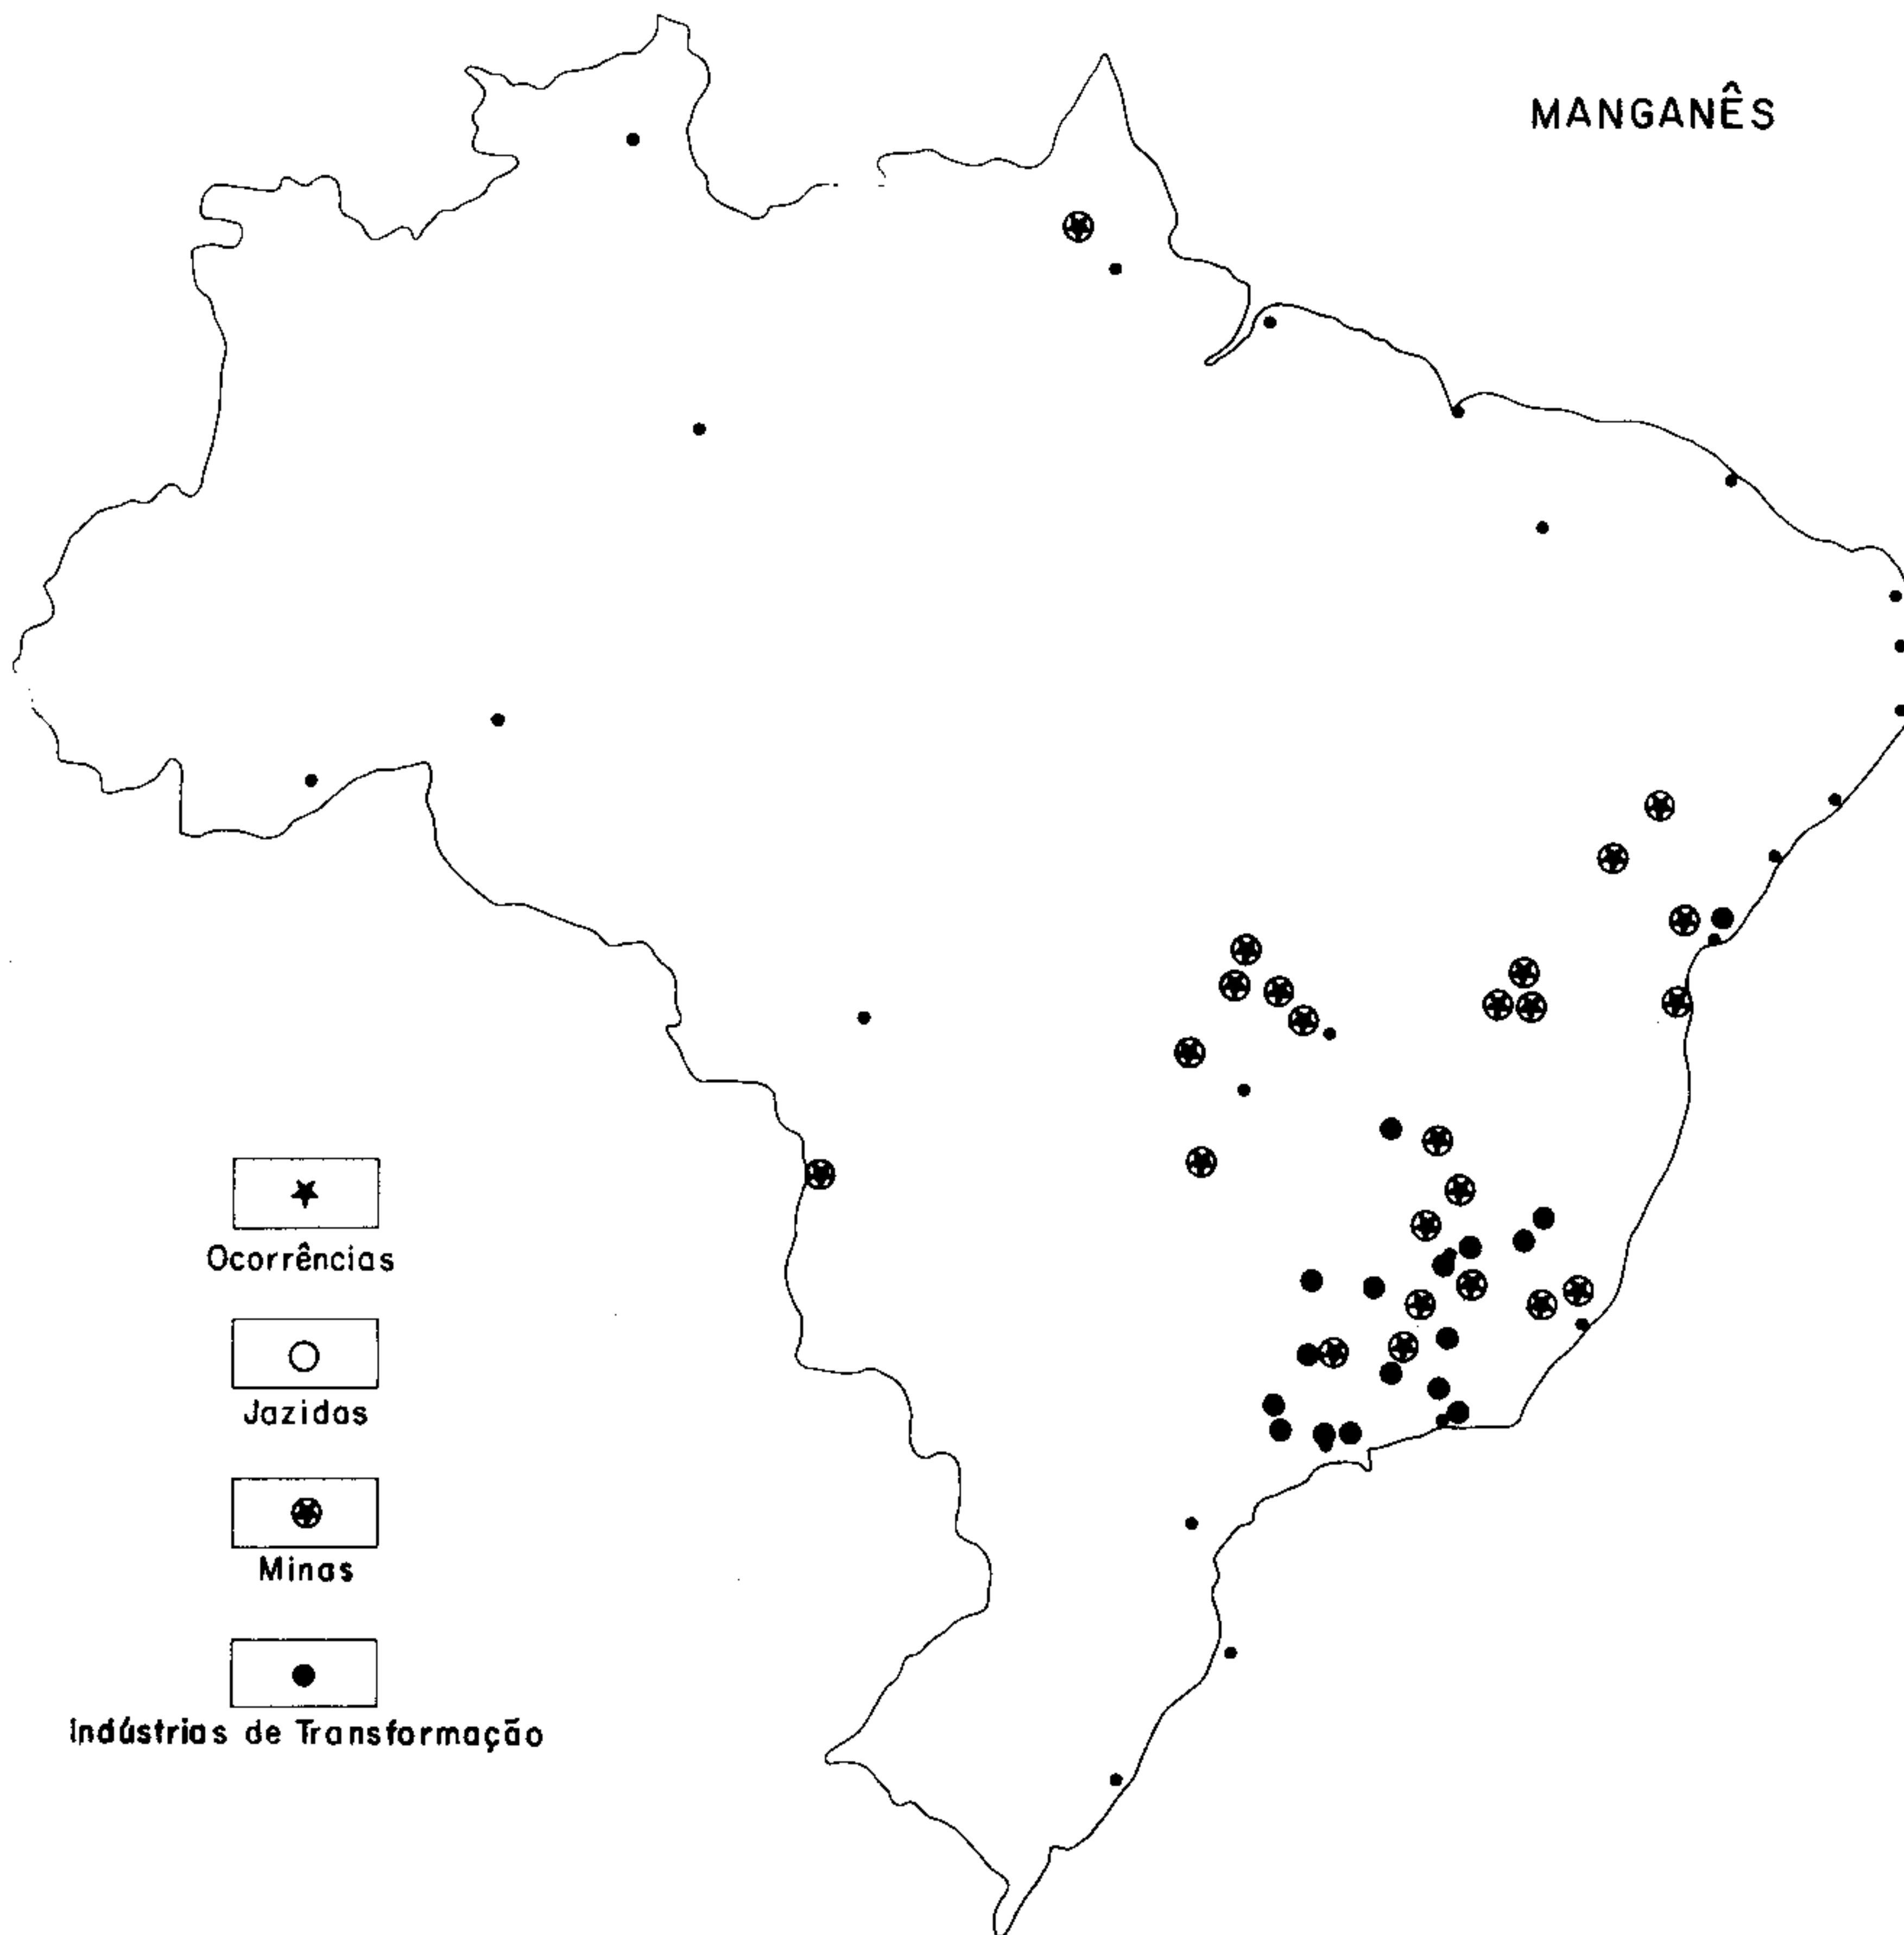 MANGANÊS
Ocorrências
Jazidas
Minas
Indústrias de Transformação